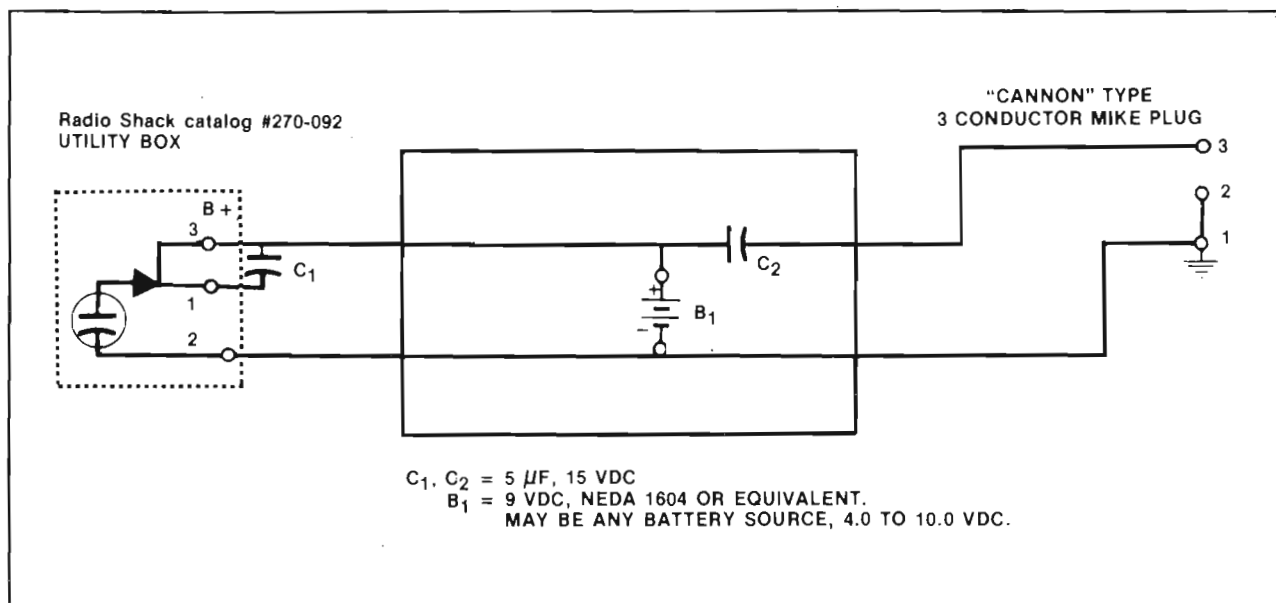 Radio Shack catalog #270-092
UTILITY BOX
"CANNON" TYPE
3 CONDUCTOR MIKE PLUG
3
2
1
B+
3
1
2
C1
C2
+
B1
−
C1, C2 = 5 µF, 15 VDC
B1 = 9 VDC, NEDA 1604 OR EQUIVALENT.
MAY BE ANY BATTERY SOURCE, 4.0 TO 10.0 VDC.